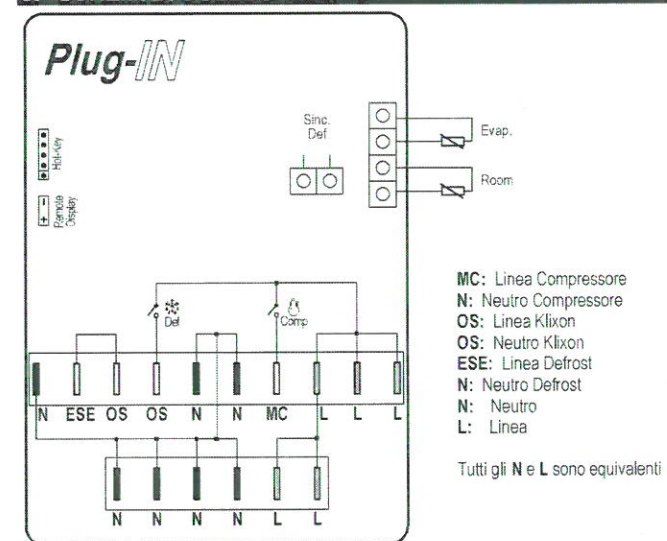 Plug-IN
Hot-Key
Remote Display
+ -
Sinc.
Def
Evap.
Room
Def
Comp
N ESE OS OS N N MC L L L
N N N N L L
MC: Linea Compressore
N: Neutro Compressore
OS: Linea Klixon
OS: Neutro Klixon
ESE: Linea Defrost
N: Neutro Defrost
N: Neutro
L: Linea
Tutti gli N e L sono equivalenti